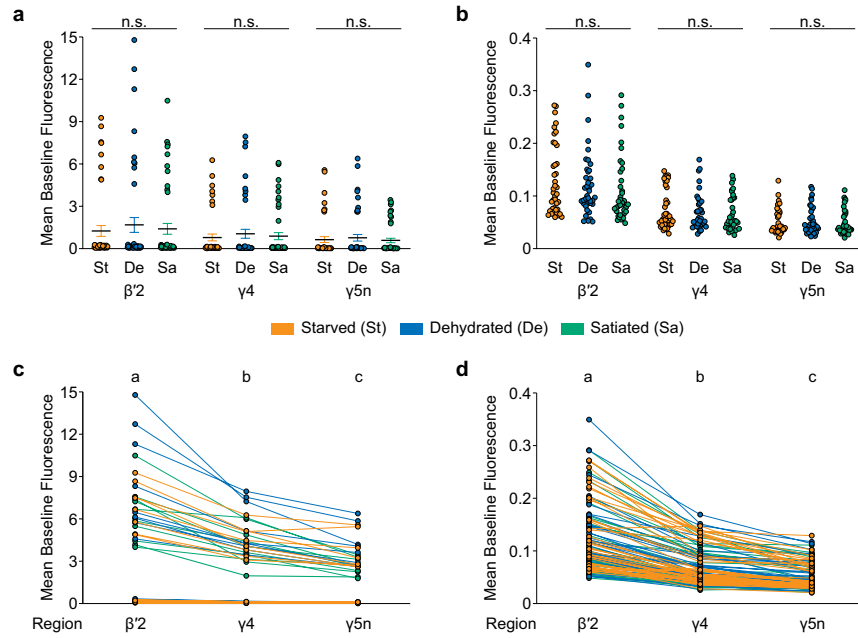 a
n.s. n.s. n.s.
Mean Baseline Fluorescence
15
12
9
6
3
0
St De Sa St De Sa St De Sa
β'2 γ4 γ5n
b
n.s. n.s. n.s.
Mean Baseline Fluorescence
0.4
0.3
0.2
0.1
0
St De Sa St De Sa St De Sa
β'2 γ4 γ5n
Starved (St) Dehydrated (De) Satiated (Sa)
c
a b c
Mean Baseline Fluorescence
15
12
9
6
3
0
Region β'2 γ4 γ5n
d
a b c
Mean Baseline Fluorescence
0.4
0.3
0.2
0.1
0
Region β'2 γ4 γ5n